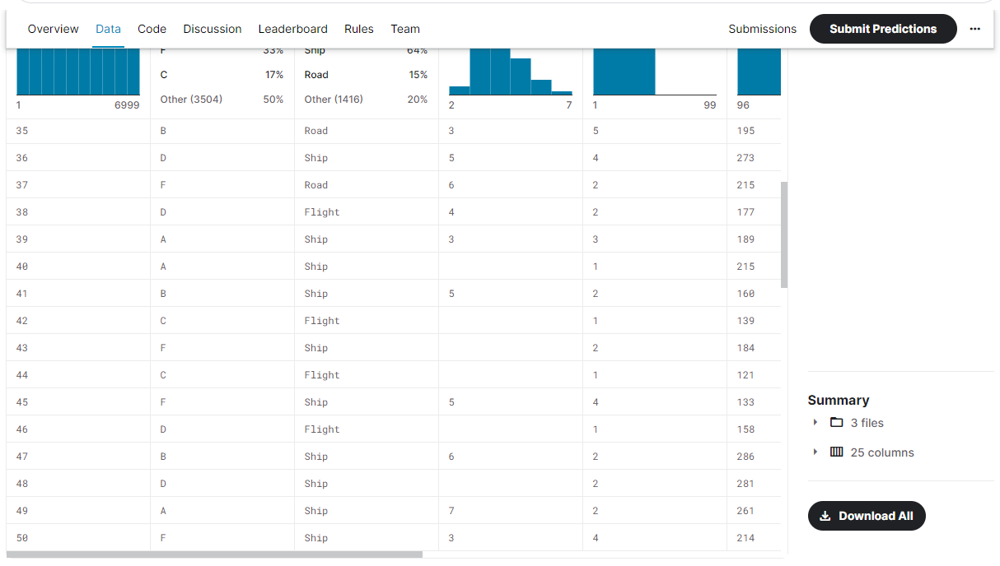 Overview Data Code Discussion Leaderboard Rules Team Submissions Submit Predictions ...
F 33% Ship 64%
C 17% Road 15%
Other (3504) 50% Other (1416) 20%
1 6999 2 7 1 99 96
35 B Road 3 5 195
36 D Ship 5 4 273
37 F Road 6 2 215
38 D Flight 4 2 177
39 A Ship 3 3 189
40 A Ship 1 215
41 B Ship 5 2 160
42 C Flight 1 139
43 F Ship 2 184
44 C Flight 1 121
45 F Ship 5 4 133
46 D Flight 1 158
47 B Ship 6 2 286
48 D Ship 2 281
49 A Ship 7 2 261
50 F Ship 3 4 214
Summary
3 files
25 columns
Download All